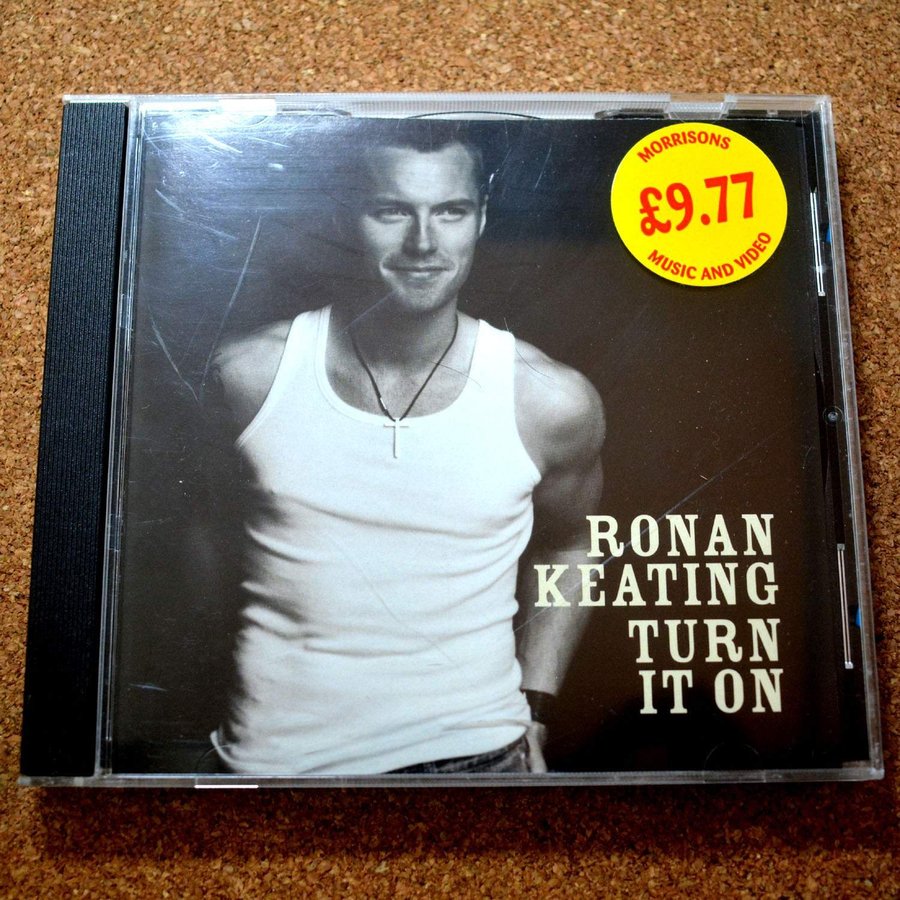 MORRISONS
£9.77
MUSIC AND VIDEO
RONAN
KEATING
TURN
IT ON